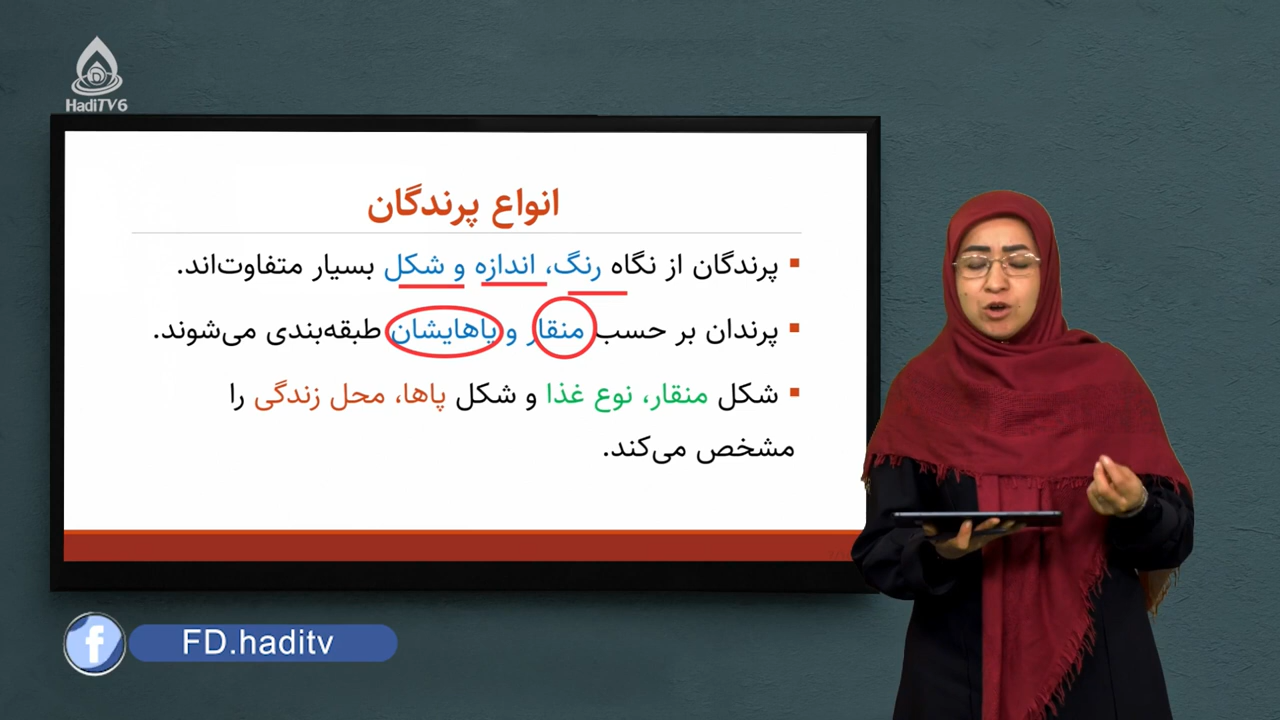 HadiTV6
انواع پرندگان
پرندگان از نگاه رنگ، اندازه و شکل بسیار متفاوت‌اند.
پرندان بر حسب منقار و پاهایشان طبقه‌بندی می‌شوند.
شکل منقار، نوع غذا و شکل پاها، محل زندگی را
مشخص می‌کند.
f FD.haditv